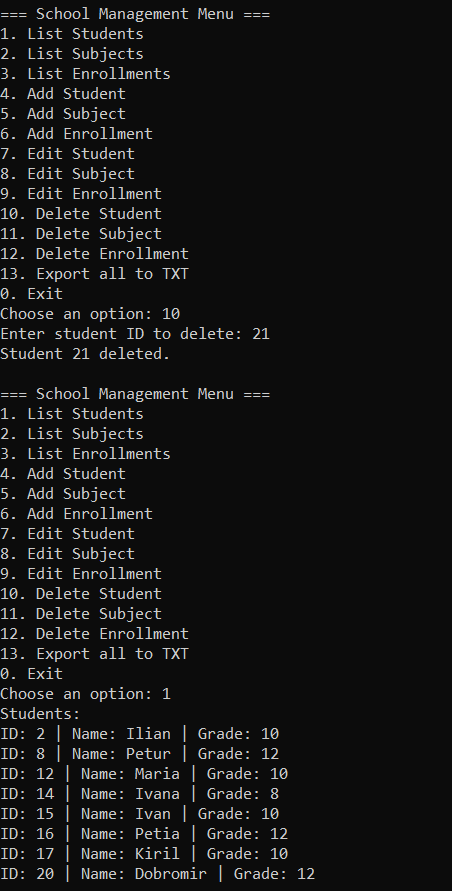 === School Management Menu ===
1. List Students
2. List Subjects
3. List Enrollments
4. Add Student
5. Add Subject
6. Add Enrollment
7. Edit Student
8. Edit Subject
9. Edit Enrollment
10. Delete Student
11. Delete Subject
12. Delete Enrollment
13. Export all to TXT
0. Exit
Choose an option: 10
Enter student ID to delete: 21
Student 21 deleted.

=== School Management Menu ===
1. List Students
2. List Subjects
3. List Enrollments
4. Add Student
5. Add Subject
6. Add Enrollment
7. Edit Student
8. Edit Subject
9. Edit Enrollment
10. Delete Student
11. Delete Subject
12. Delete Enrollment
13. Export all to TXT
0. Exit
Choose an option: 1
Students:
ID: 2 | Name: Ilian | Grade: 10
ID: 8 | Name: Petur | Grade: 12
ID: 12 | Name: Maria | Grade: 10
ID: 14 | Name: Ivana | Grade: 8
ID: 15 | Name: Ivan | Grade: 10
ID: 16 | Name: Petia | Grade: 12
ID: 17 | Name: Kiril | Grade: 10
ID: 20 | Name: Dobromir | Grade: 12